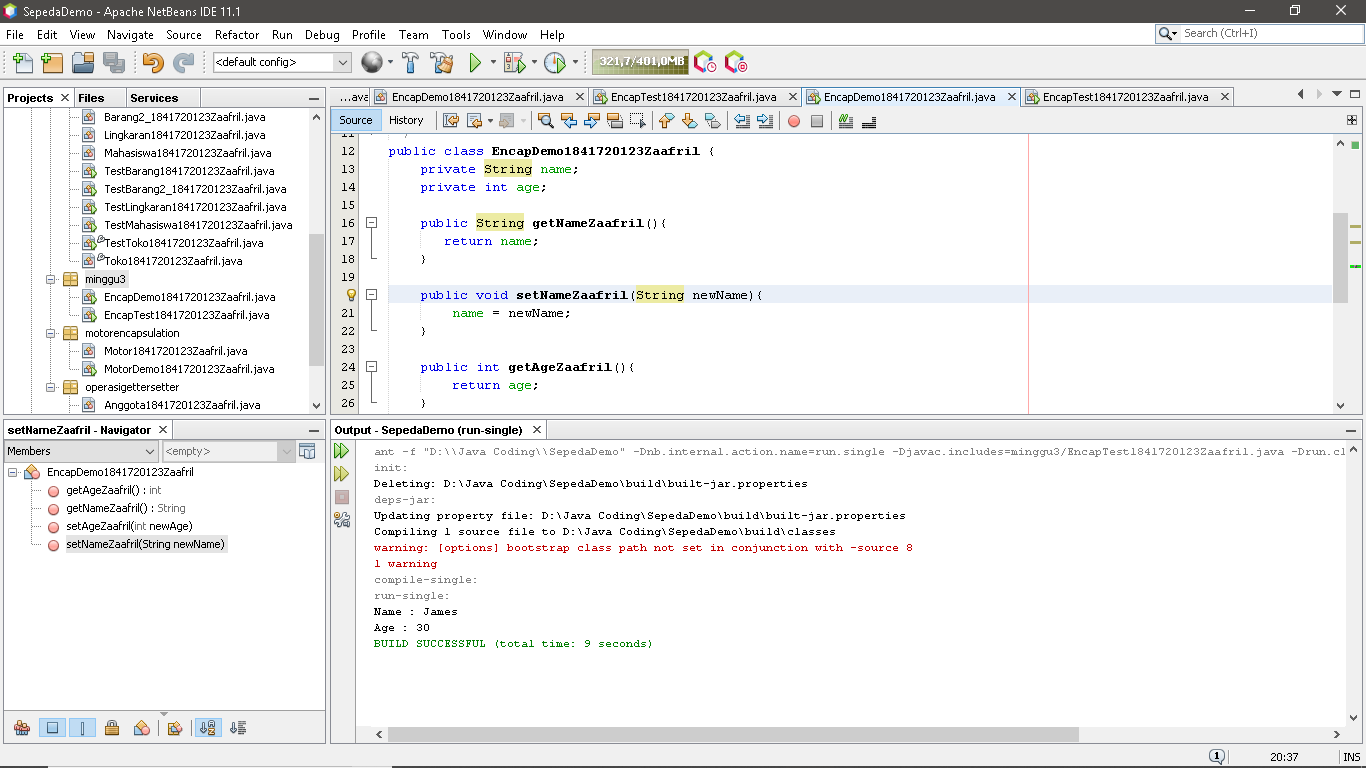 SepedaDemo - Apache NetBeans IDE 11.1
File Edit View Navigate Source Refactor Run Debug Profile Team Tools Window Help
Search (Ctrl+I)
<default config>
321,7/401,0MB
Projects Files Services
Barang2_1841720123Zaafril.java
Lingkaran1841720123Zaafril.java
Mahasiswa1841720123Zaafril.java
TestBarang1841720123Zaafril.java
TestBarang2_1841720123Zaafril.java
TestLingkaran1841720123Zaafril.java
TestMahasiswa1841720123Zaafril.java
TestToko1841720123Zaafril.java
Toko1841720123Zaafril.java
minggu3
EncapDemo1841720123Zaafril.java
EncapTest1841720123Zaafril.java
motorencapsulation
Motor1841720123Zaafril.java
MotorDemo1841720123Zaafril.java
operasigettersetter
Anggota1841720123Zaafril.java
...ava EncapDemo1841720123Zaafril.java EncapTest1841720123Zaafril.java EncapDemo1841720123Zaafril.java EncapTest1841720123Zaafril.java
Source History
11 }
12 public class EncapDemo1841720123Zaafril {
13 private String name;
14 private int age;
15
16 public String getNameZaafril(){
17 return name;
18 }
19
public void setNameZaafril(String newName){
21 name = newName;
22 }
23
24 public int getAgeZaafril(){
25 return age;
26 }
setNameZaafril - Navigator
Members <empty>
EncapDemo1841720123Zaafril
getAgeZaafril() : int
getNameZaafril() : String
setAgeZaafril(int newAge)
setNameZaafril(String newName)
Output - SepedaDemo (run-single)
ant -f "D:\\Java Coding\\SepedaDemo" -Dnb.internal.action.name=run.single -Djavac.includes=minggu3/EncapTest1841720123Zaafril.java -Drun.cl
init:
Deleting: D:\Java Coding\SepedaDemo\build\built-jar.properties
deps-jar:
Updating property file: D:\Java Coding\SepedaDemo\build\built-jar.properties
Compiling 1 source file to D:\Java Coding\SepedaDemo\build\classes
warning: [options] bootstrap class path not set in conjunction with -source 8
1 warning
compile-single:
run-single:
Name : James
Age : 30
BUILD SUCCESSFUL (total time: 9 seconds)
1 20:37 INS